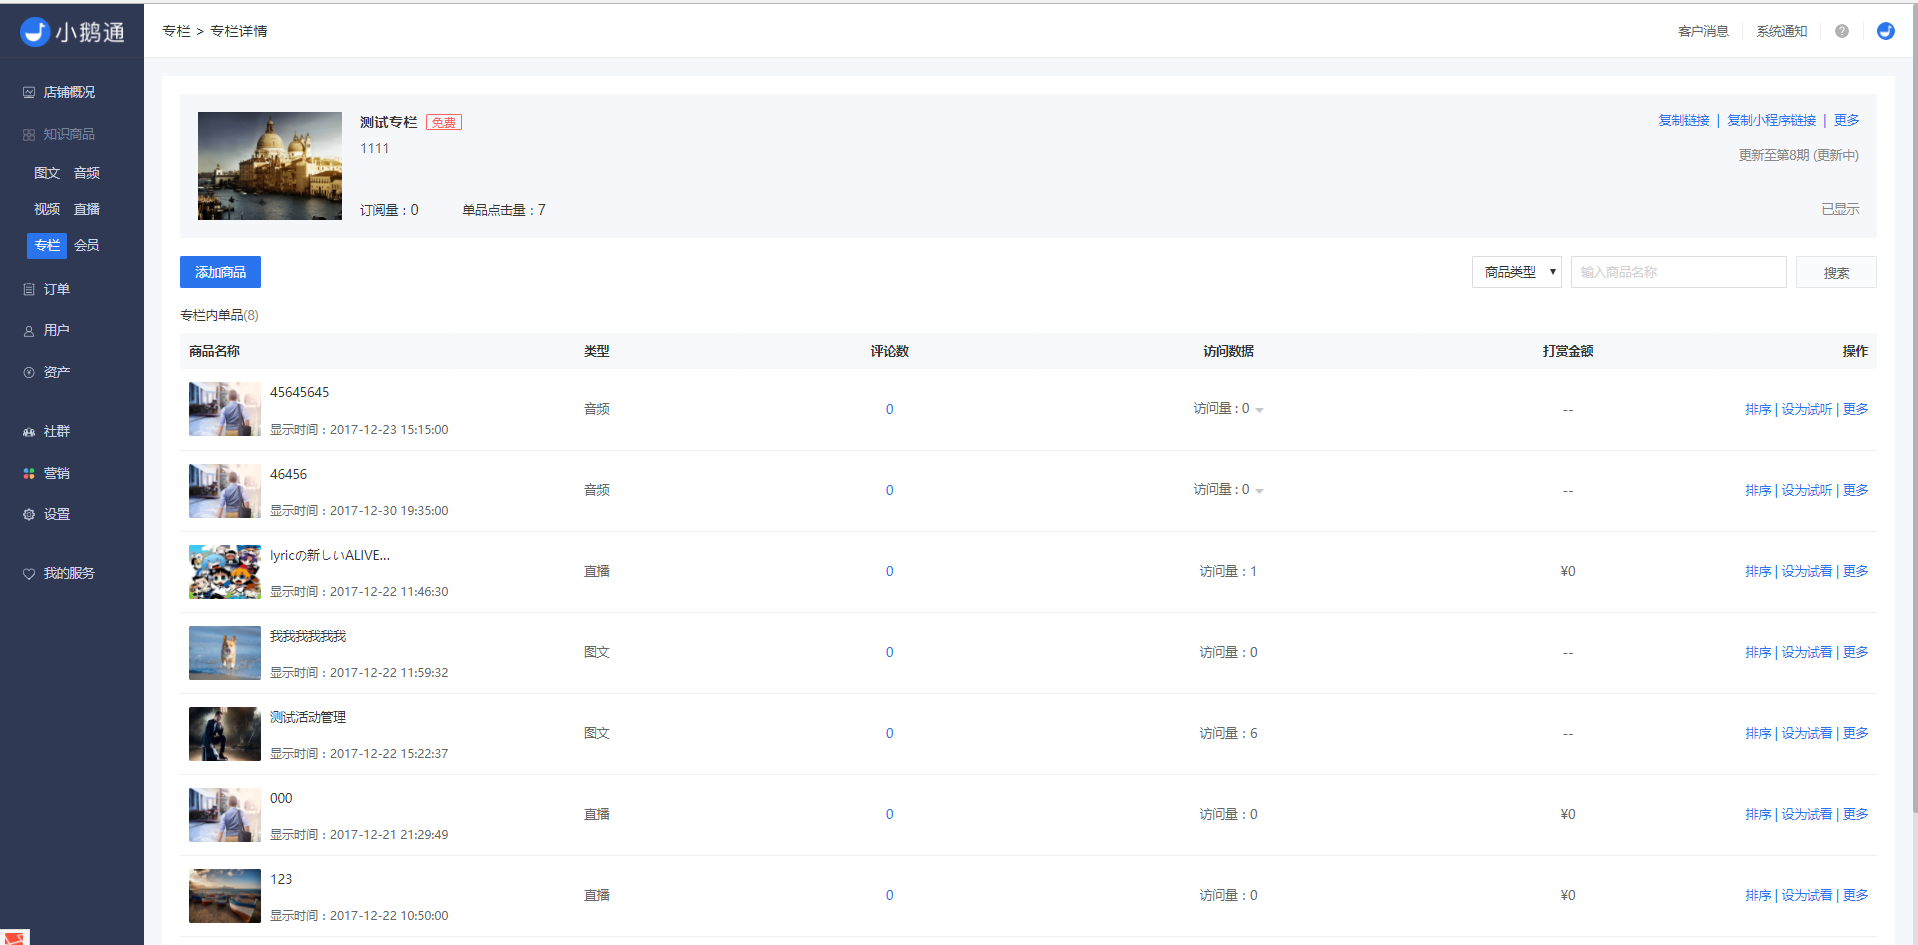 小鹅通
专栏 > 专栏详情
客户消息 系统通知 ?
店铺概况
知识商品
图文 音频
视频 直播
专栏 会员
订单
用户
资产
社群
营销
设置
我的服务
测试专栏 免费
1111
订阅量：0 单品点击量：7
复制链接 | 复制小程序链接 | 更多
更新至第8期 (更新中)
已显示
添加商品
商品类型 输入商品名称 搜索
专栏内单品(8)
商品名称 类型 评论数 访问数据 打赏金额 操作
45645645
显示时间：2017-12-23 15:15:00
音频 0 访问量：0 -- 排序 | 设为试听 | 更多
46456
显示时间：2017-12-30 19:35:00
音频 0 访问量：0 -- 排序 | 设为试听 | 更多
lyricの新しいALIVE...
显示时间：2017-12-22 11:46:30
直播 0 访问量：1 ¥0 排序 | 设为试看 | 更多
我我我我我我
显示时间：2017-12-22 11:59:32
图文 0 访问量：0 -- 排序 | 设为试看 | 更多
测试活动管理
显示时间：2017-12-22 15:22:37
图文 0 访问量：6 -- 排序 | 设为试看 | 更多
000
显示时间：2017-12-21 21:29:49
直播 0 访问量：0 ¥0 排序 | 设为试看 | 更多
123
显示时间：2017-12-22 10:50:00
直播 0 访问量：0 ¥0 排序 | 设为试看 | 更多